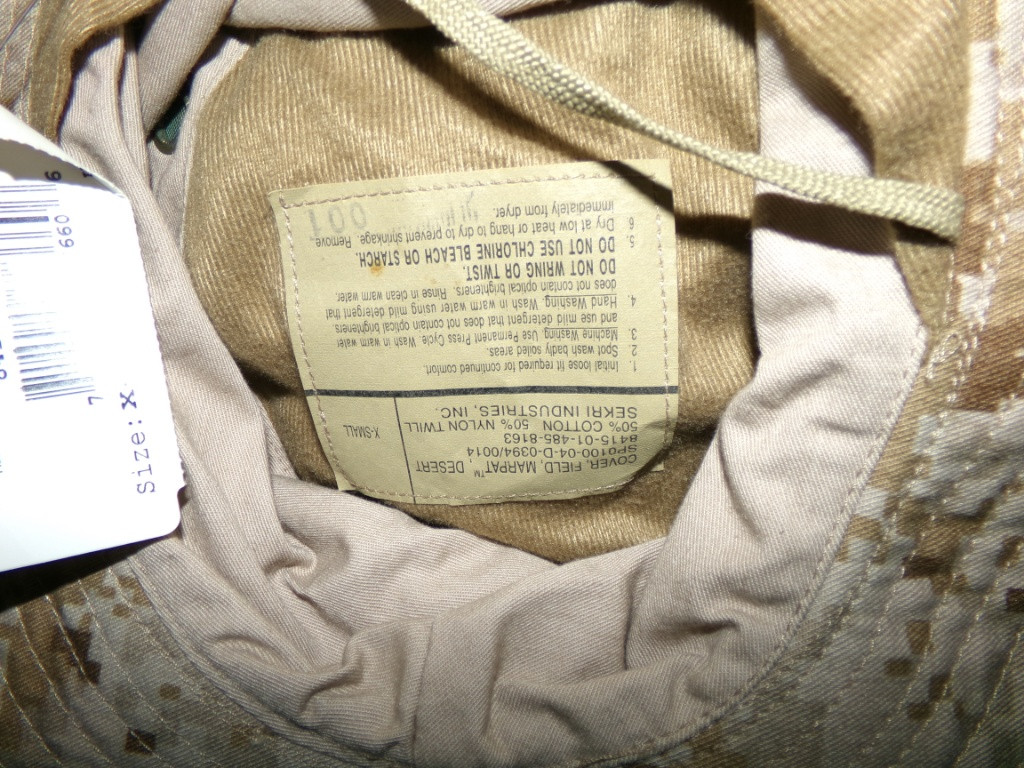 COVER, FIELD, MARPAT™, DESERT
SP0100-04-D-0394/0014
8415-01-485-8163
50% COTTON 50% NYLON TWILL
SEKRI INDUSTRIES, INC.
X-SMALL
1. Initial loose fit required for continued comfort.
2. Spot wash badly soiled areas.
3. Machine Washing. Using Permanent Press Cycle. Wash in warm water
and use mild detergent that does not contain optical brighteners
4. Hand Washing. Wash in warm water using mild detergent that
does not contain optical brighteners. Rinse in clean warm water.
DO NOT WRING OR TWIST.
5. DO NOT USE CHLORINE BLEACH OR STARCH.
6 Dry at low heat or hang to dry to prevent shrinkage. Remove
immediately from dryer.
100
Size: X
7
660